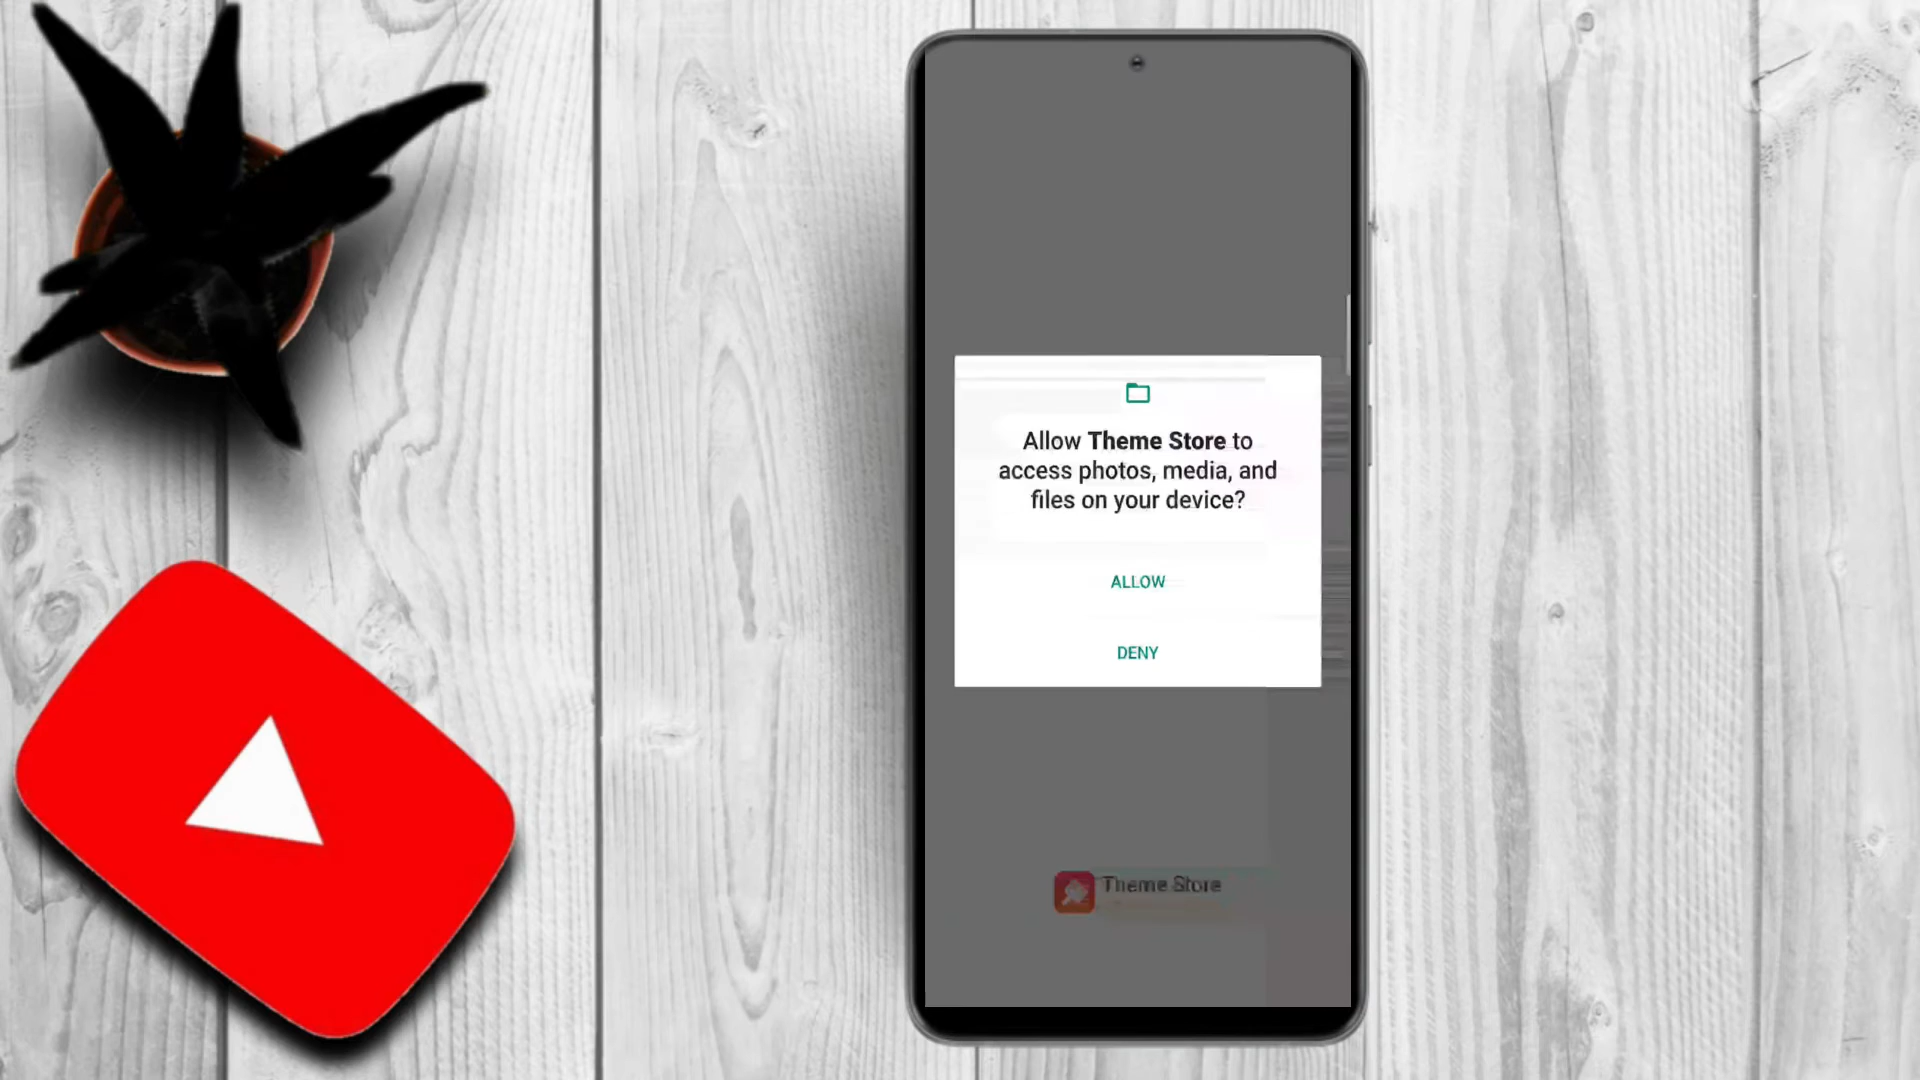 Allow Theme Store to
access photos, media, and
files on your device?
ALLOW
DENY
Theme Store